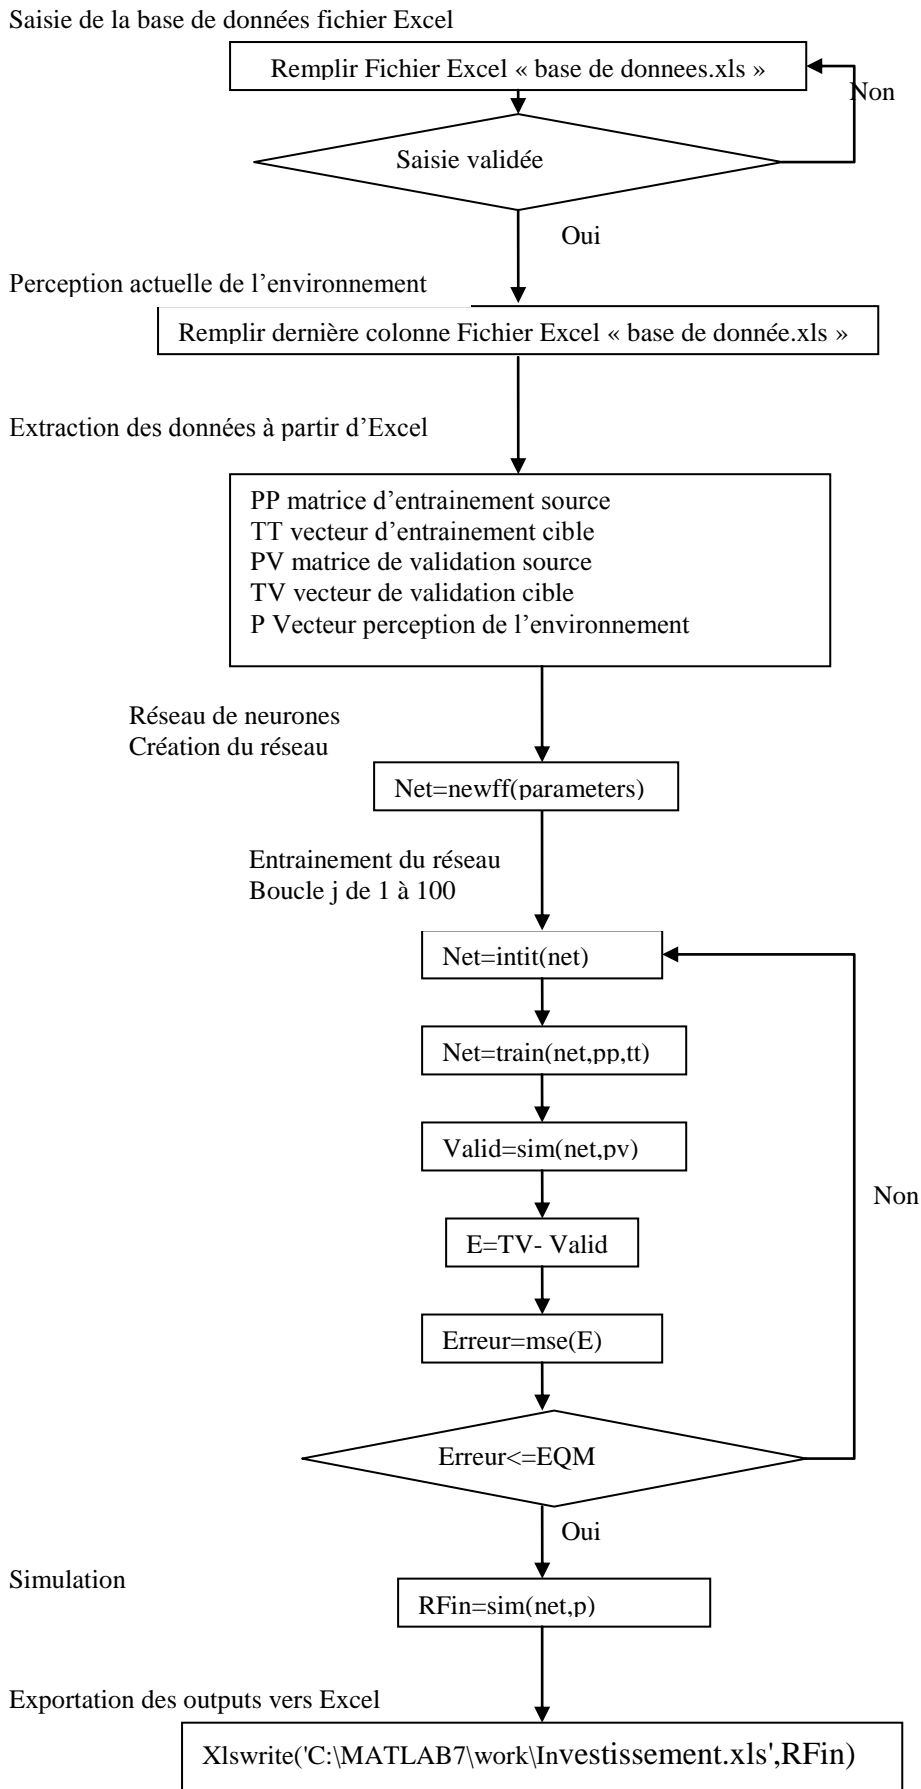 Saisie de la base de données fichier Excel
Remplir Fichier Excel « base de donnees.xls »
Non
Saisie validée
Oui
Perception actuelle de l’environnement
Remplir dernière colonne Fichier Excel « base de donnée.xls »
Extraction des données à partir d’Excel
PP matrice d’entrainement source
TT vecteur d’entrainement cible
PV matrice de validation source
TV vecteur de validation cible
P Vecteur perception de l’environnement
Réseau de neurones
Création du réseau
Net=newff(parameters)
Entrainement du réseau
Boucle j de 1 à 100
Net=intit(net)
Net=train(net,pp,tt)
Valid=sim(net,pv)
Non
E=TV- Valid
Erreur=mse(E)
Erreur<=EQM
Oui
Simulation
RFin=sim(net,p)
Exportation des outputs vers Excel
Xlswrite('C:\MATLAB7\work\Investissement.xls',RFin)